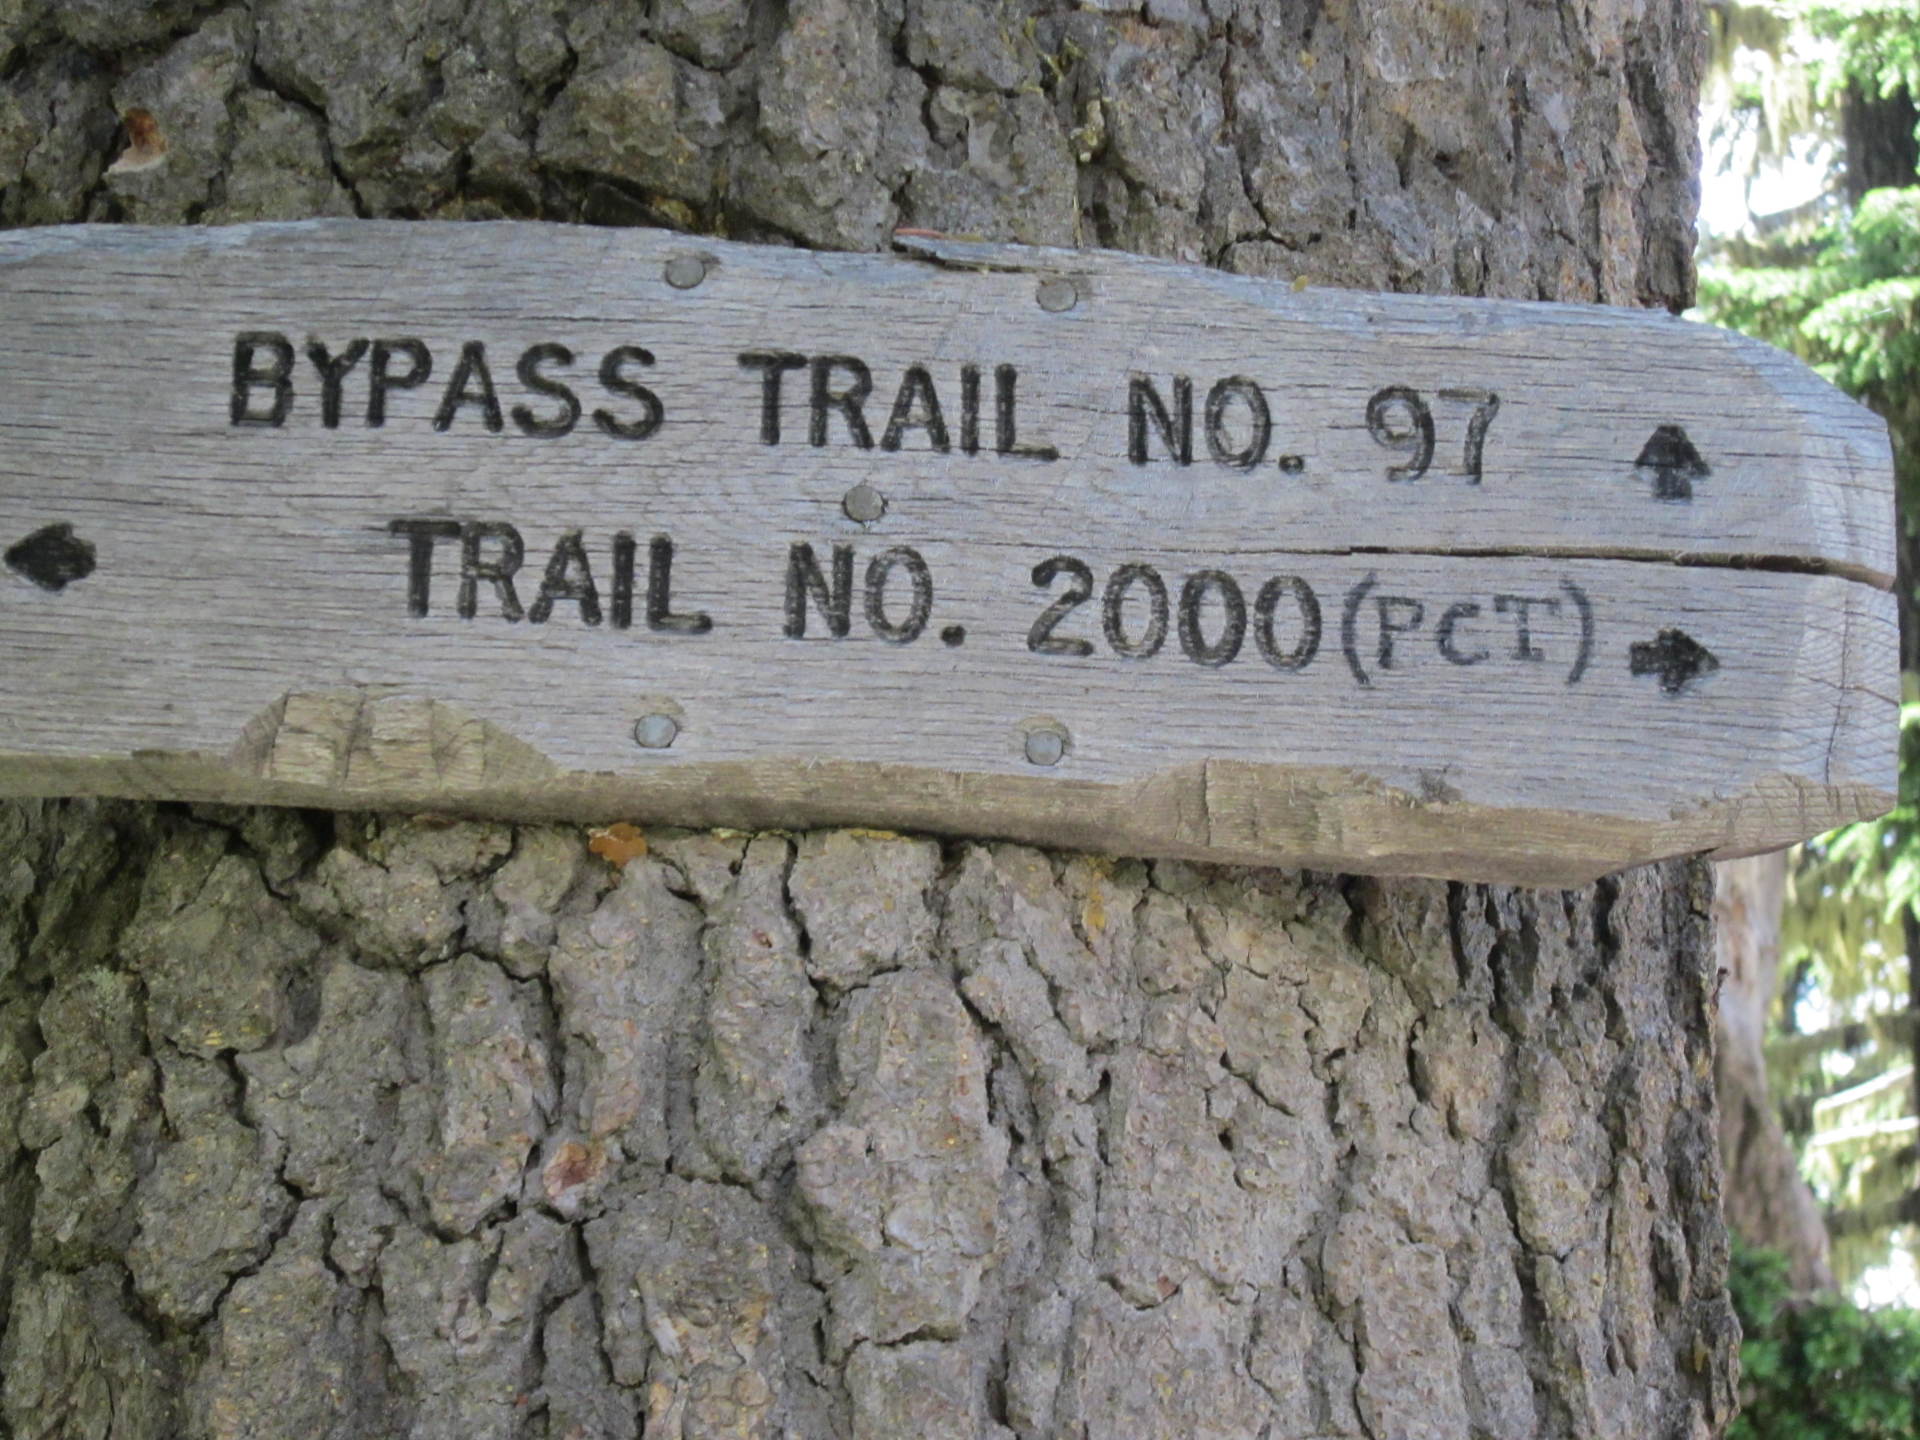 BYPASS TRAIL NO. 97
TRAIL NO. 2000 (PCT)